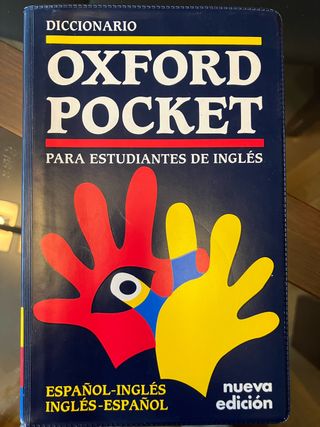 DICCIONARIO
OXFORD
POCKET
PARA ESTUDIANTES DE INGLÉS
ESPAÑOL-INGLÉS
INGLÉS-ESPAÑOL
nueva
edición